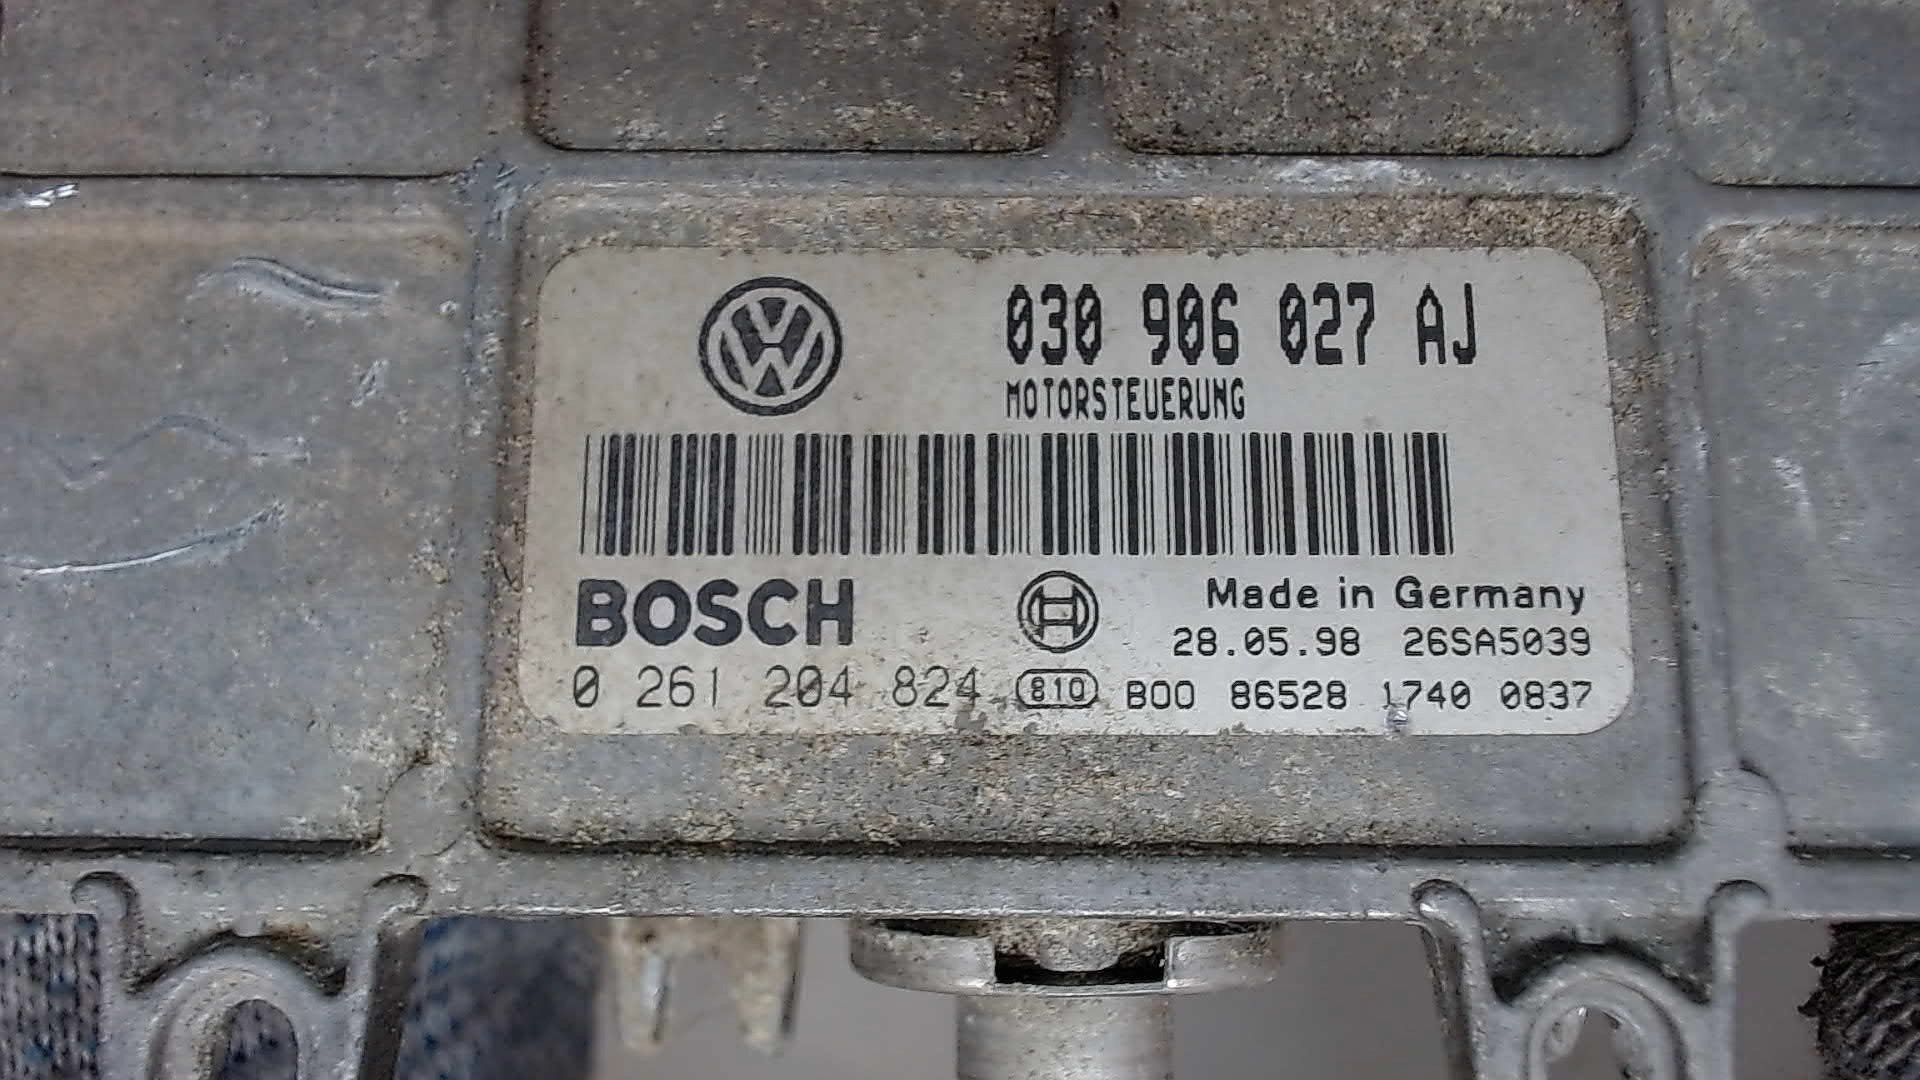 030 906 027 AJ
MOTORSTEUERUNG
BOSCH
Made in Germany
28.05.98 26SA5039
0 261 204 824 810 B00 86528 1740 0837